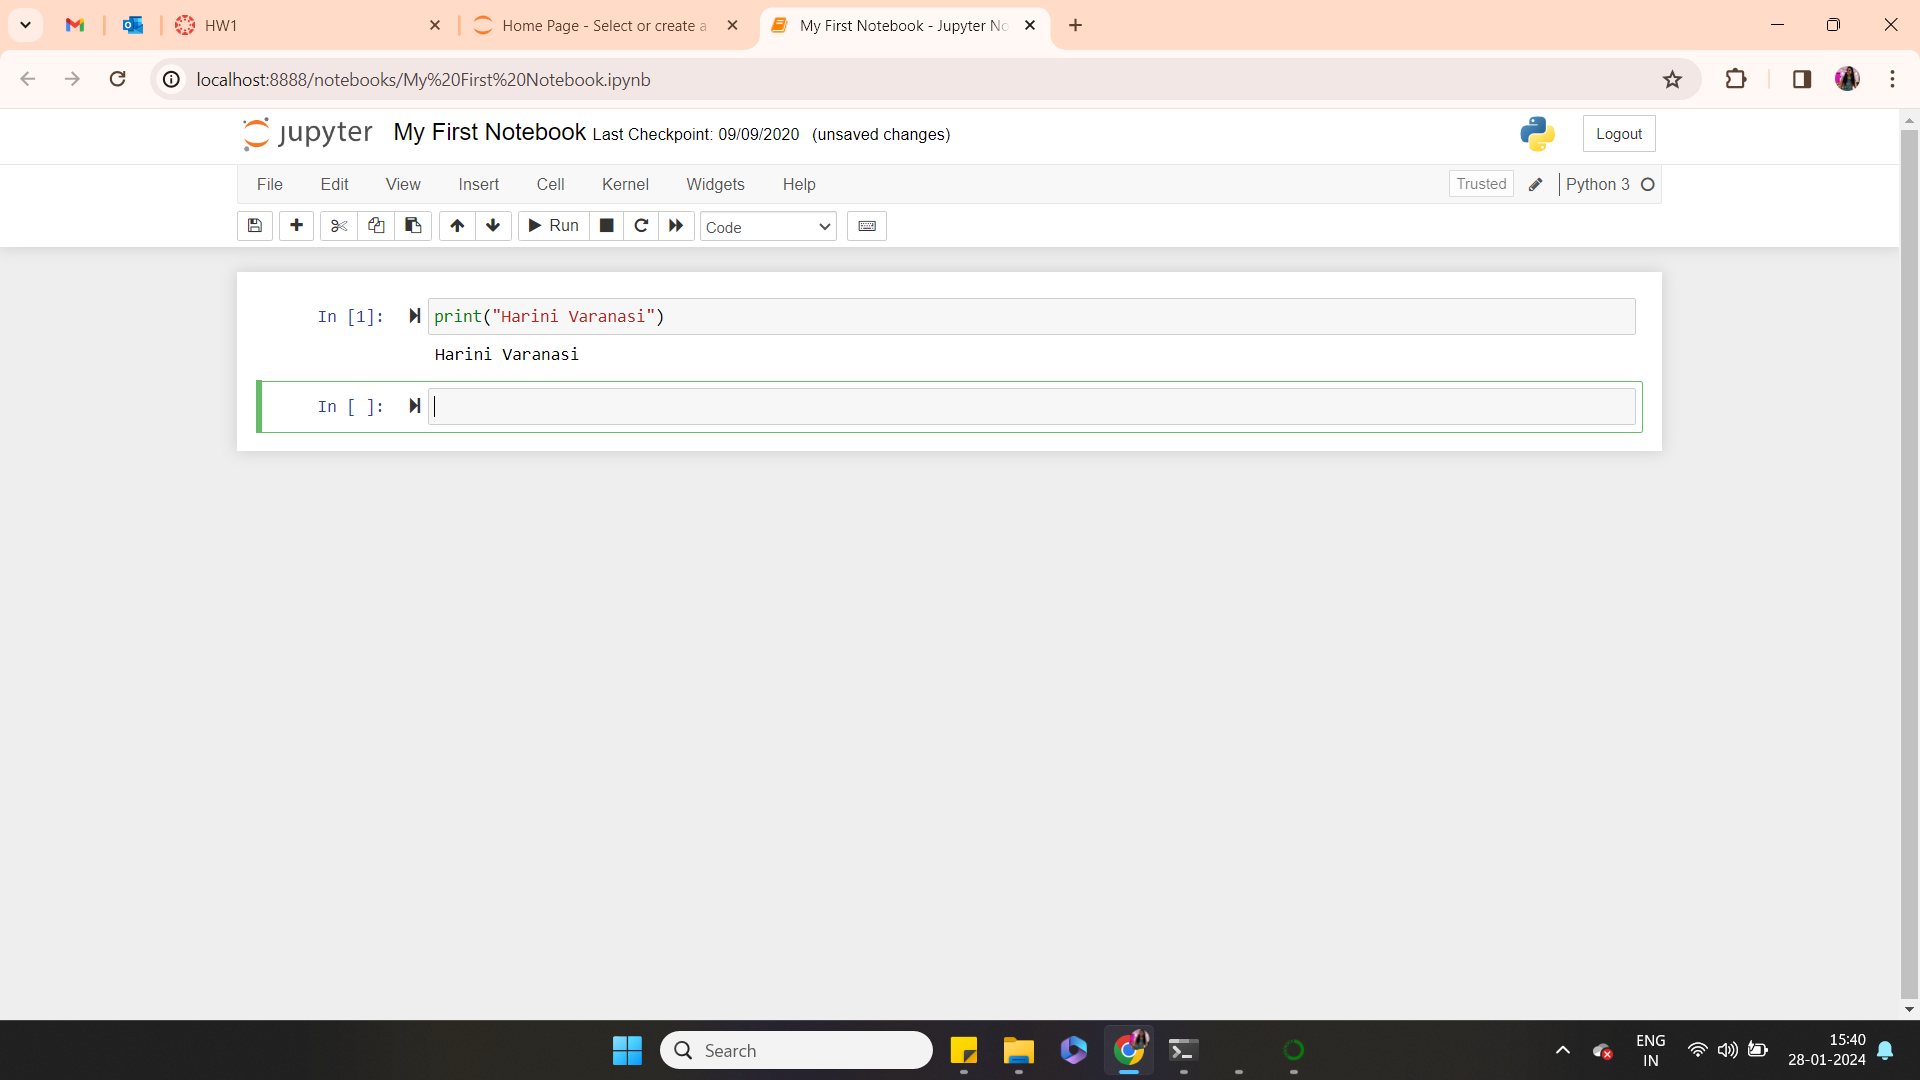 HW1
Home Page - Select or create a
My First Notebook - Jupyter No
localhost:8888/notebooks/My%20First%20Notebook.ipynb
jupyter My First Notebook Last Checkpoint: 09/09/2020 (unsaved changes)
Logout
File Edit View Insert Cell Kernel Widgets Help
Trusted
Python 3
Run
Code
In [1]: print("Harini Varanasi")
Harini Varanasi
In [ ]:
Search
ENG
IN
15:40
28-01-2024